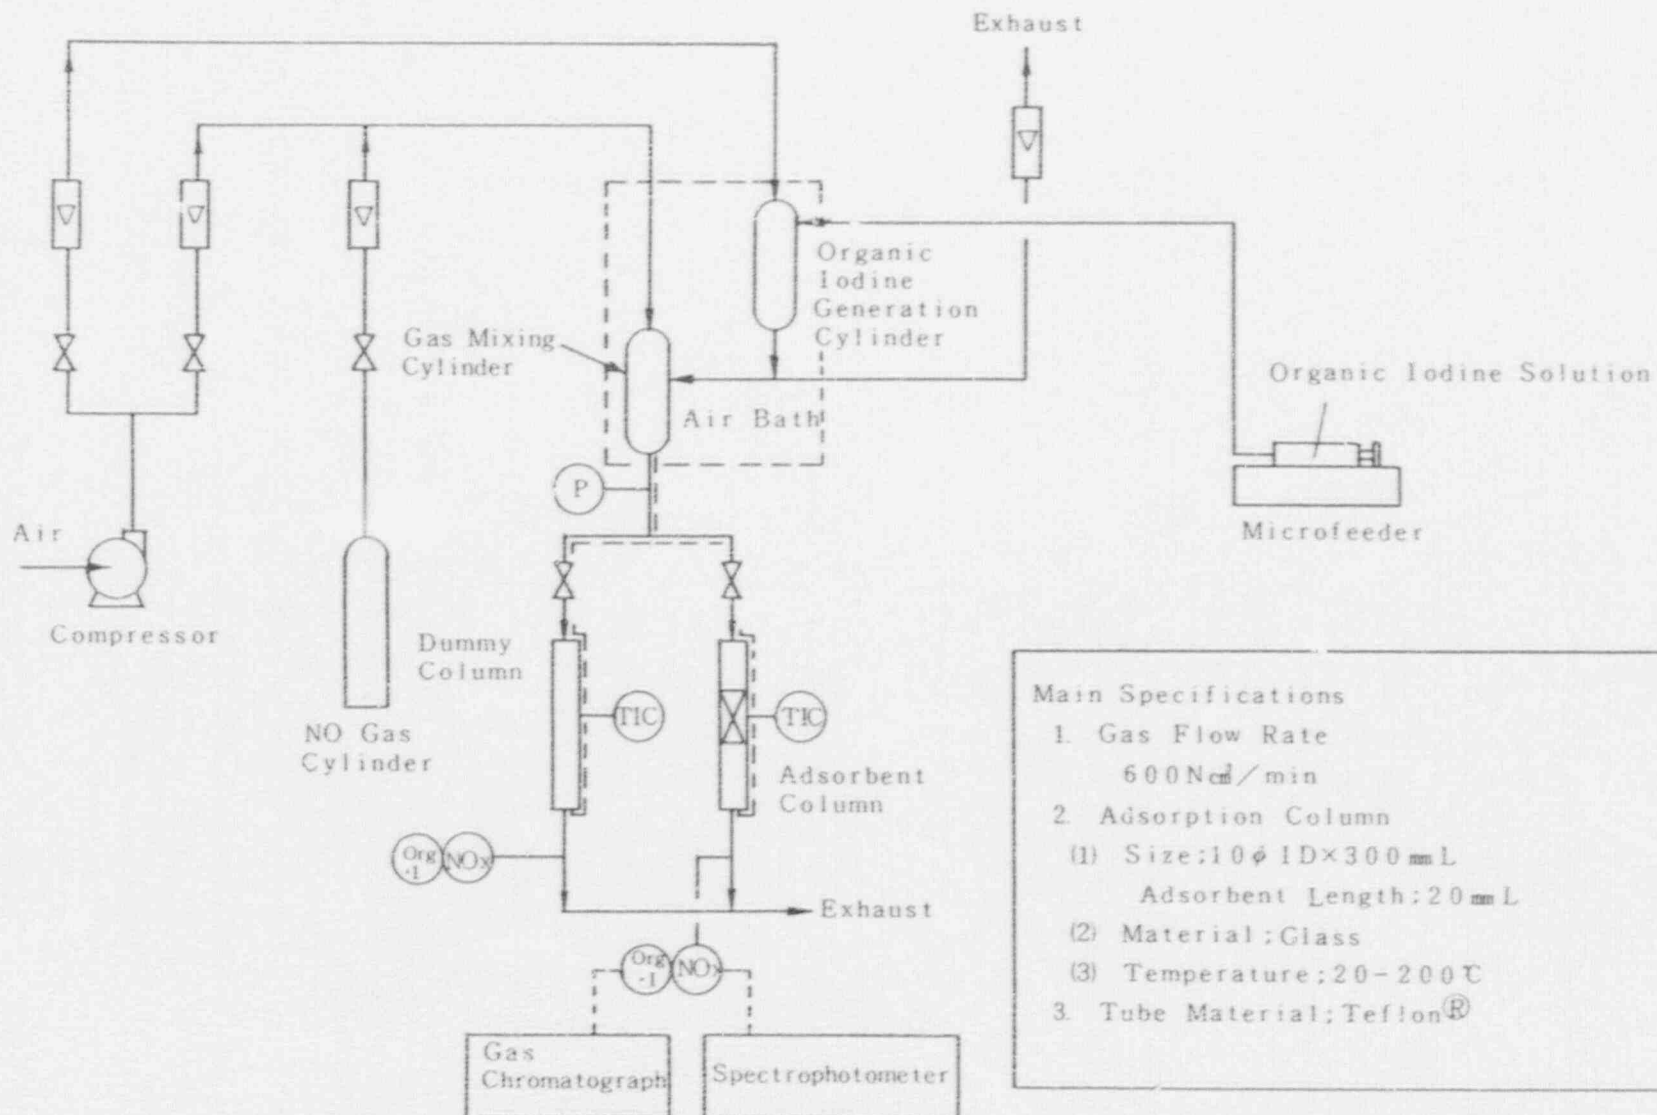 Exhaust
Organic
Iodine
Generation
Cylinder
Gas Mixing
Cylinder
Air Bath
Organic Iodine Solution
P
Microfeeder
Air
Compressor
Dummy
Column
TIC
TIC
NO Gas
Cylinder
Adsorbent
Column
Org
-I
NOx
Exhaust
Org
-I
NOx
Gas
Chromatograph
Spectrophotometer
Main Specifications
1. Gas Flow Rate
600N㎤/min
2. Adsorption Column
(1) Size;10φ ID×300㎜L
Adsorbent Length;20㎜L
(2) Material;Glass
(3) Temperature;20-200℃
3. Tube Material;Teflon®